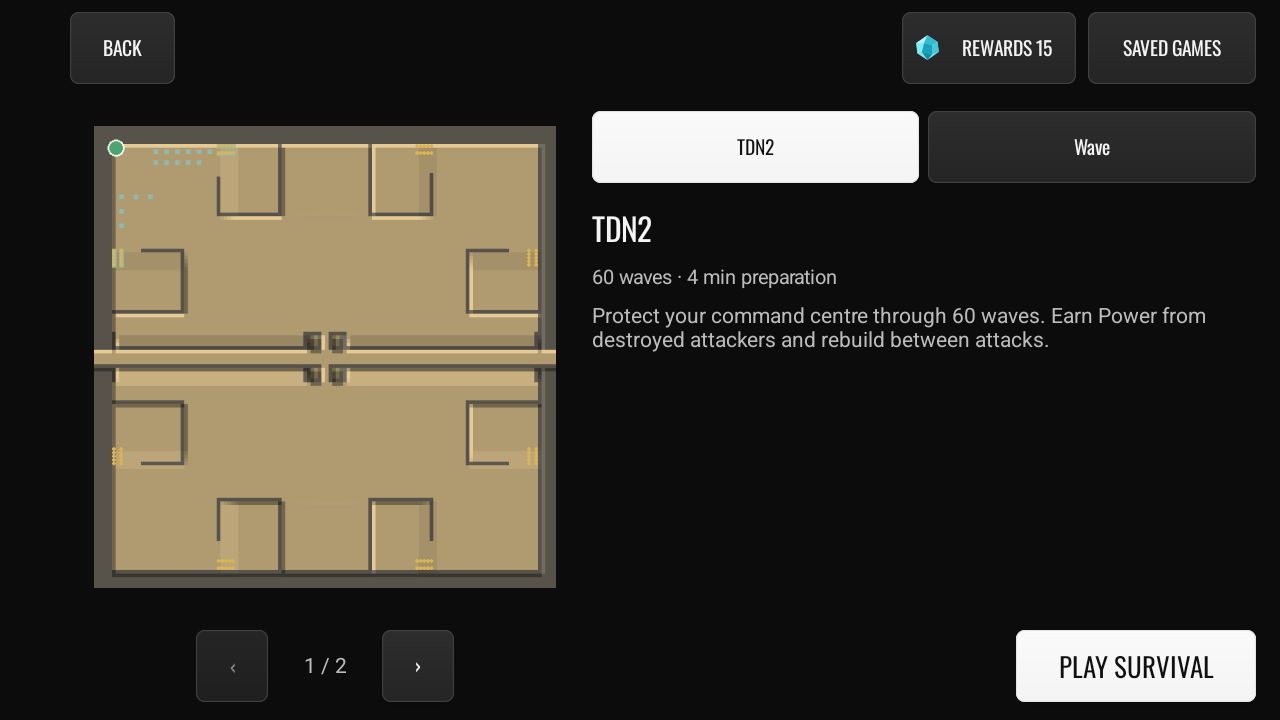 BACK
REWARDS 15
SAVED GAMES
TDN2
Wave
TDN2
60 waves · 4 min preparation
Protect your command centre through 60 waves. Earn Power from
destroyed attackers and rebuild between attacks.
‹
1 / 2
›
PLAY SURVIVAL